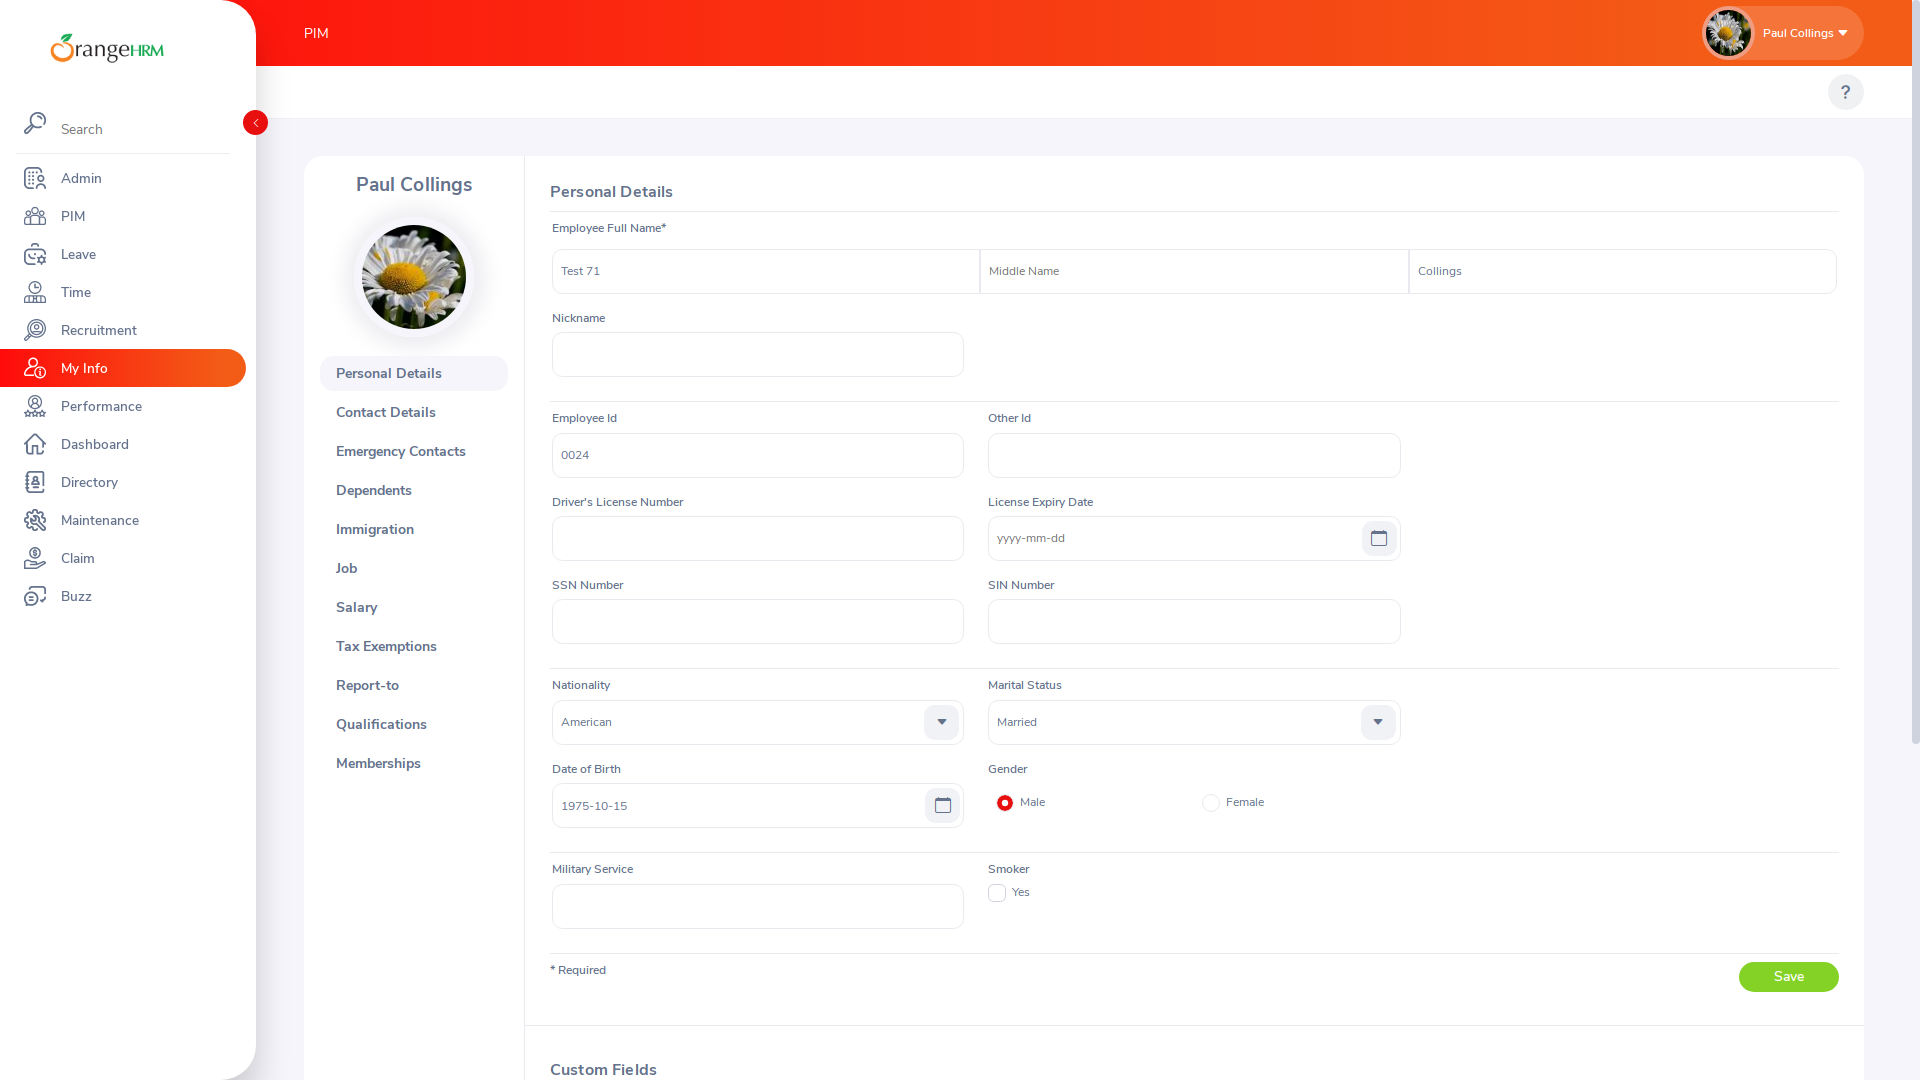 OrangeHRM
PIM
Paul Collings
?
Search
Admin
PIM
Leave
Time
Recruitment
My Info
Performance
Dashboard
Directory
Maintenance
Claim
Buzz
Paul Collings
Personal Details
Contact Details
Emergency Contacts
Dependents
Immigration
Job
Salary
Tax Exemptions
Report-to
Qualifications
Memberships
Personal Details
Employee Full Name*
Test 71 Middle Name Collings
Nickname
Employee Id Other Id
0024
Driver's License Number License Expiry Date
yyyy-mm-dd
SSN Number SIN Number
Nationality Marital Status
American Married
Date of Birth Gender
1975-10-15 Male Female
Military Service Smoker
Yes
* Required Save
Custom Fields